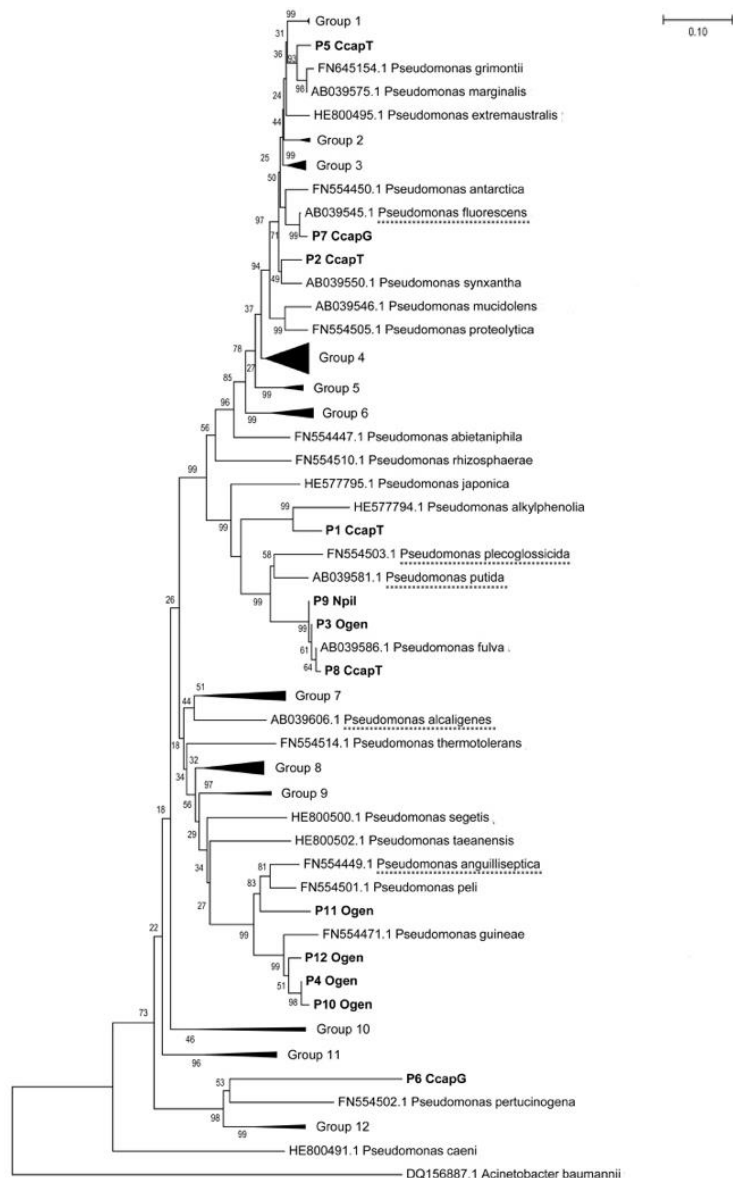 99
Group 1
0.10
31
P5 CcapT
36
93
FN645154.1 Pseudomonas grimontii
98
AB039575.1 Pseudomonas marginalis
24
HE800495.1 Pseudomonas extremaustralis
44
Group 2
25
99
Group 3
50
FN554450.1 Pseudomonas antarctica
AB039545.1 Pseudomonas fluorescens
97
71
99
P7 CcapG
P2 CcapT
94
49
AB039550.1 Pseudomonas synxantha
37
AB039546.1 Pseudomonas mucidolens
99
FN554505.1 Pseudomonas proteolytica
78
Group 4
27
85
99
Group 5
96
99
Group 6
56
FN554447.1 Pseudomonas abietaniphila
FN554510.1 Pseudomonas rhizosphaerae
99
HE577795.1 Pseudomonas japonica
99
HE577794.1 Pseudomonas alkylphenolia
99
P1 CcapT
58
FN554503.1 Pseudomonas plecoglossicida
AB039581.1 Pseudomonas putida
99
P9 Npil
26
99
P3 Ogen
61
AB039586.1 Pseudomonas fulva
64
P8 CcapT
51
Group 7
44
AB039606.1 Pseudomonas alcaligenes
18
FN554514.1 Pseudomonas thermotolerans
34
32
Group 8
97
Group 9
56
18
HE800500.1 Pseudomonas segetis
29
HE800502.1 Pseudomonas taeanensis
34
81
FN554449.1 Pseudomonas anguilliseptica
83
FN554501.1 Pseudomonas peli
27
P11 Ogen
99
FN554471.1 Pseudomonas guineae
22
P12 Ogen
99
P4 Ogen
51
98
P10 Ogen
73
Group 10
46
Group 11
96
P6 CcapG
53
FN554502.1 Pseudomonas pertucinogena
98
Group 12
99
HE800491.1 Pseudomonas caeni
DQ156887.1 Acinetobacter baumannii